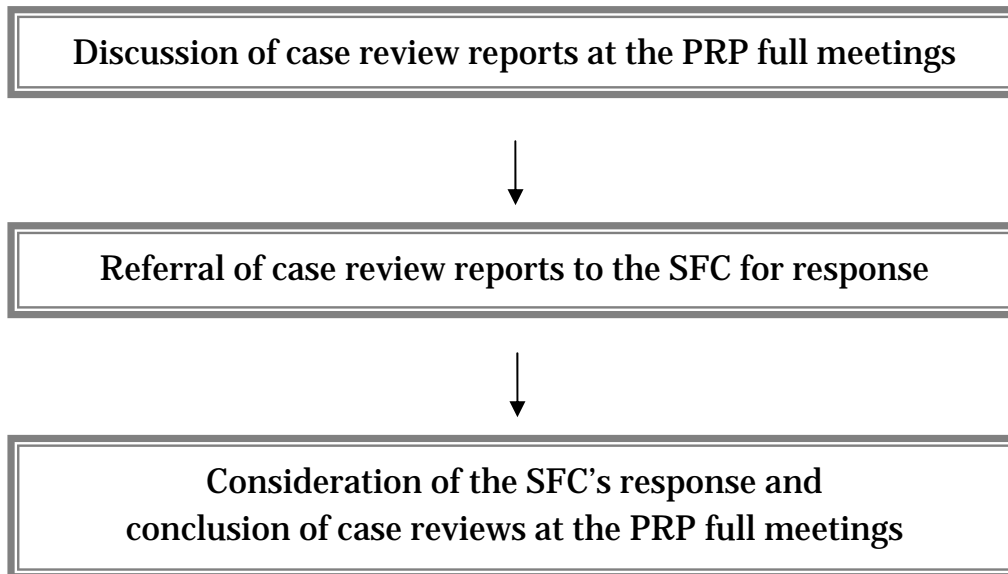 Discussion of case review reports at the PRP full meetings
Referral of case review reports to the SFC for response
Consideration of the SFC’s response and
conclusion of case reviews at the PRP full meetings